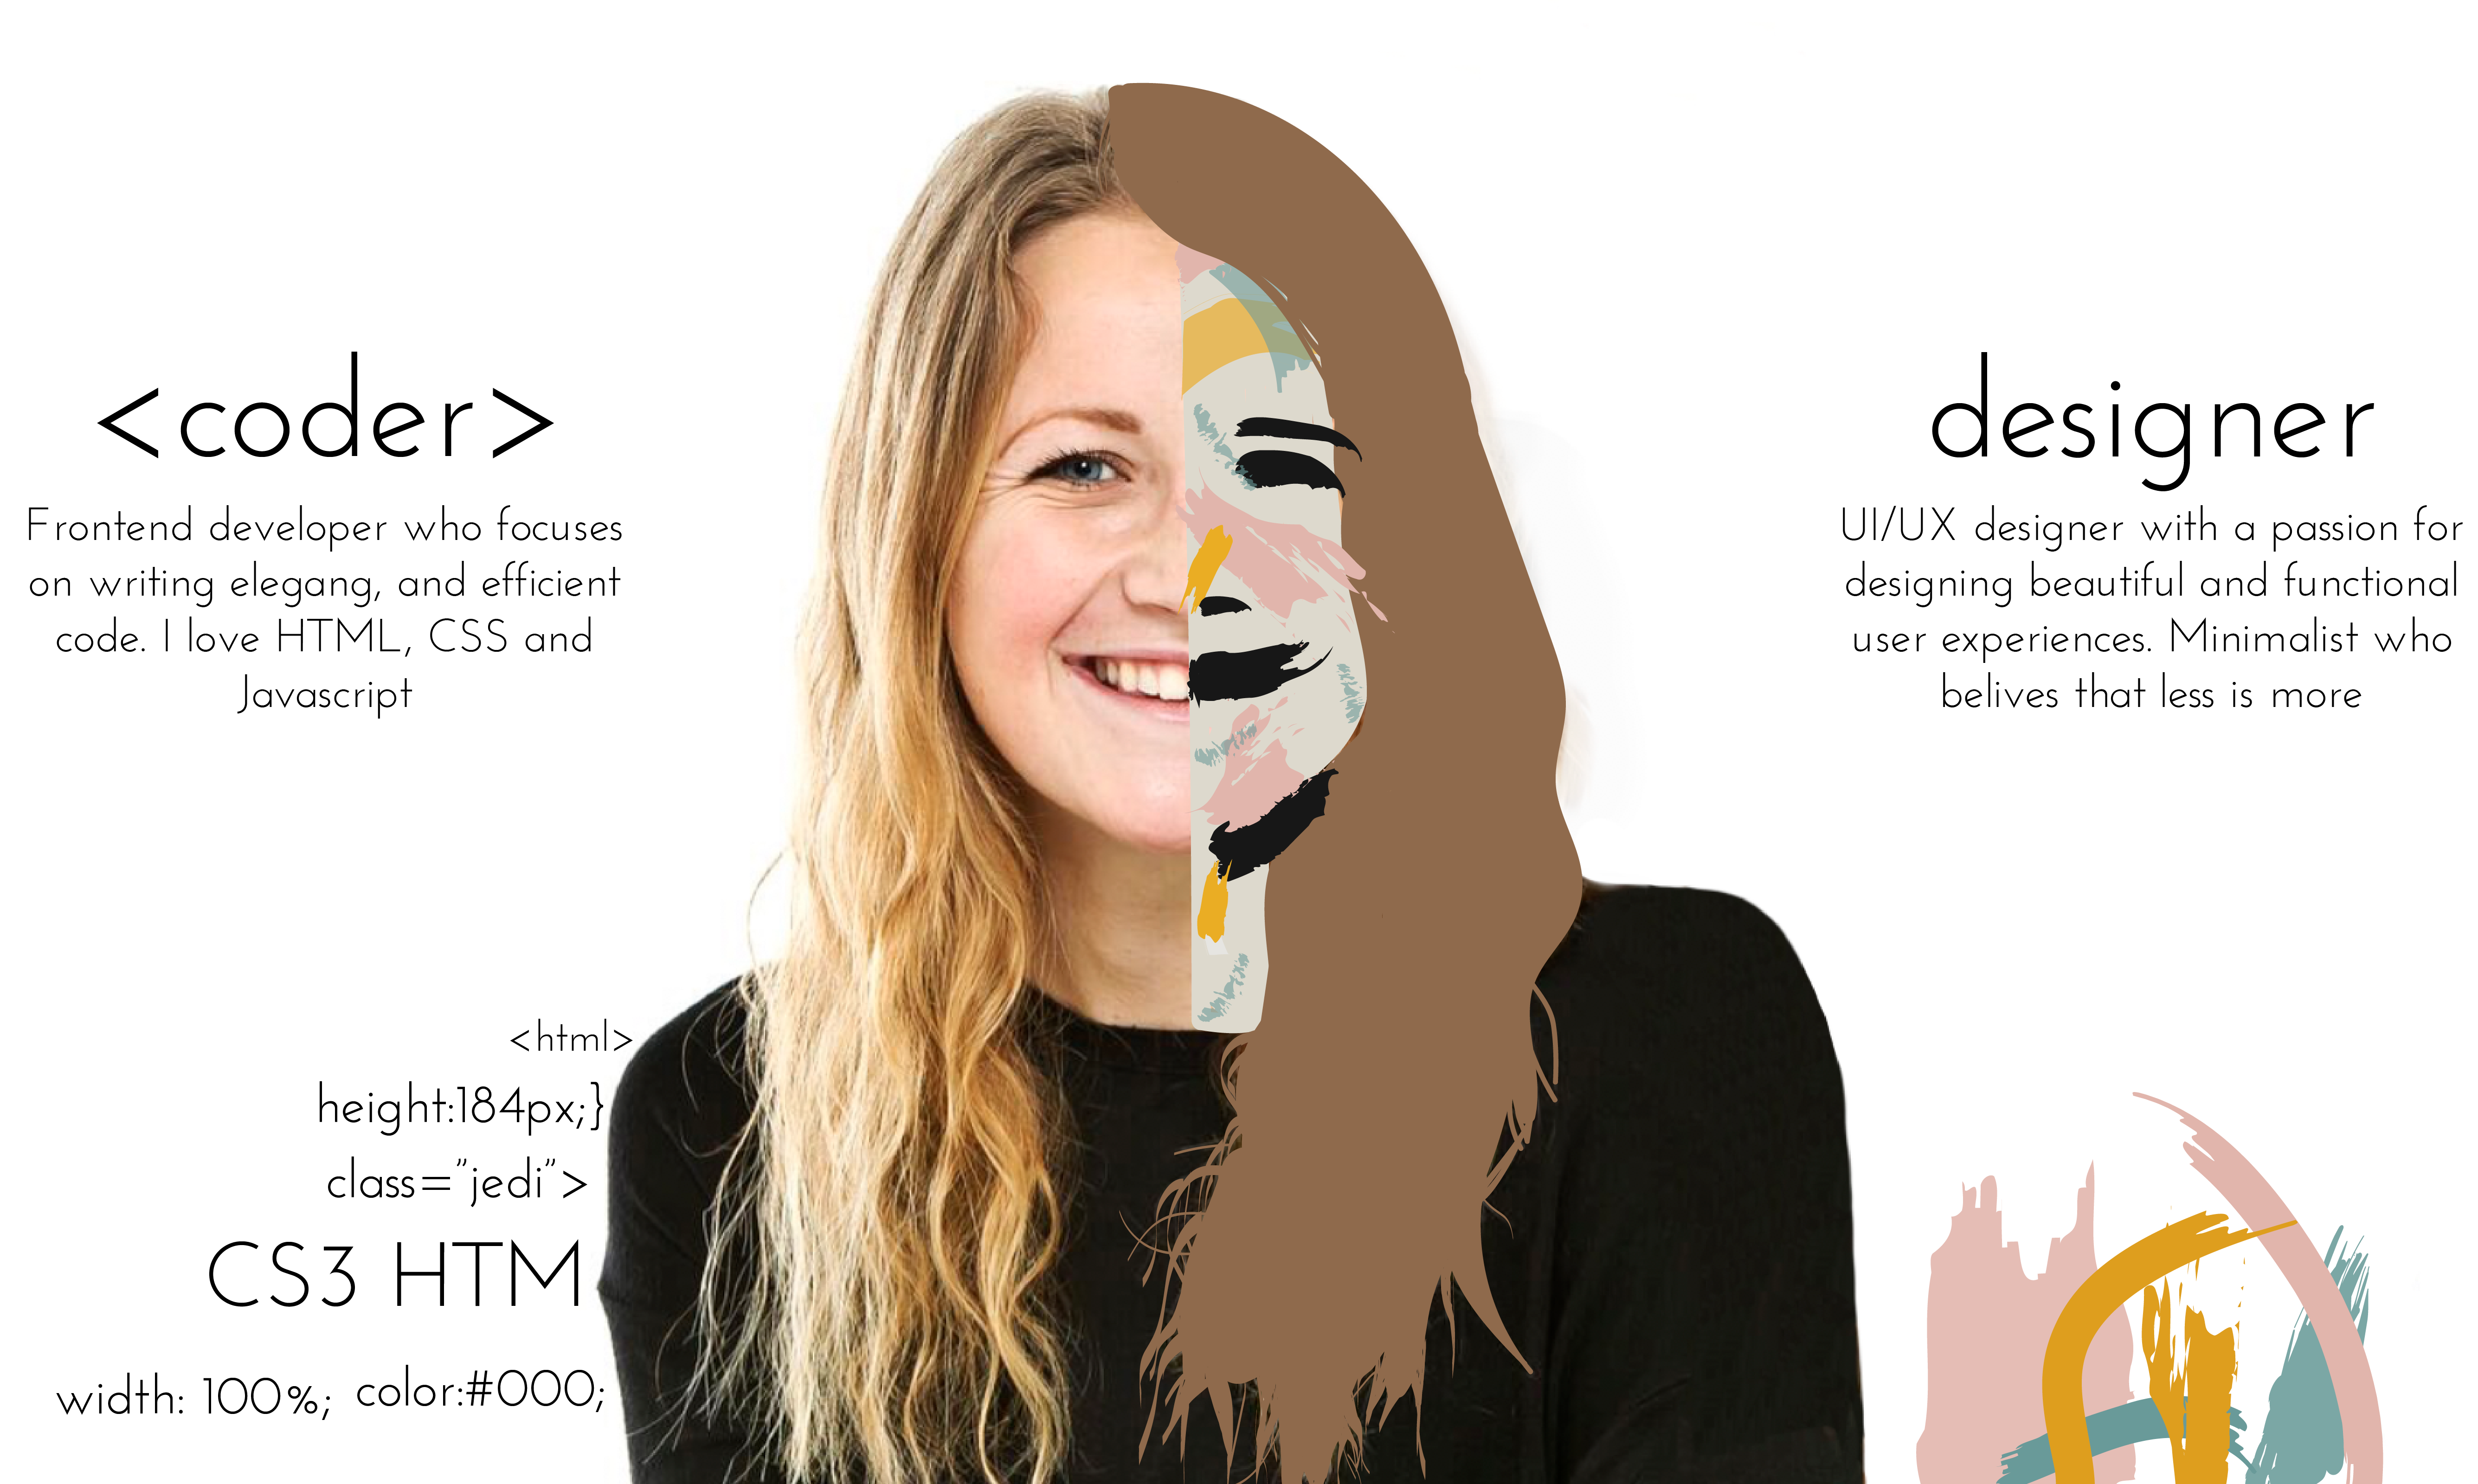 <coder>
Frontend developer who focuses
on writing elegang, and efficient
code. I love HTML, CSS and
Javascript
designer
UI/UX designer with a passion for
designing beautiful and functional
user experiences. Minimalist who
belives that less is more
<html>
height:184px;}
class="jedi">
CS3 HTM
width: 100%; color:#000;